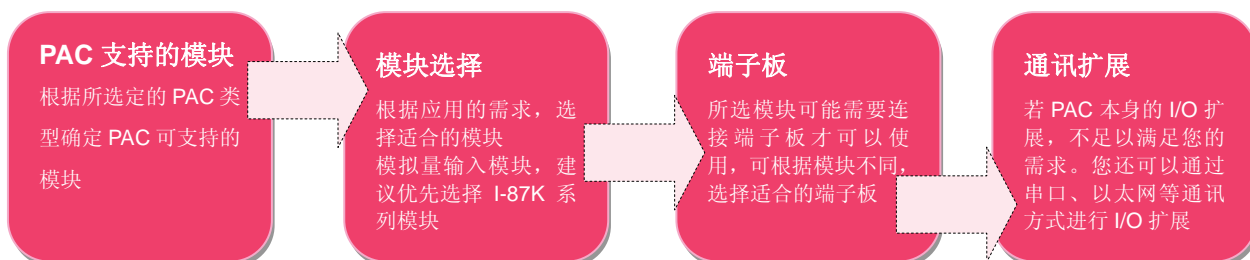 PAC 支持的模块
根据所选定的 PAC 类
型确定 PAC 可支持的
模块
模块选择
根据应用的需求，选
择适合的模块
模拟量输入模块，建
议优先选择 I-87K 系
列模块
端子板
所选模块可能需要连
接端子板才可以使
用，可根据模块不同，
选择适合的端子板
通讯扩展
若 PAC 本身的 I/O 扩
展，不足以满足您的
需求。您还可以通过
串口、以太网等通讯
方式进行 I/O 扩展